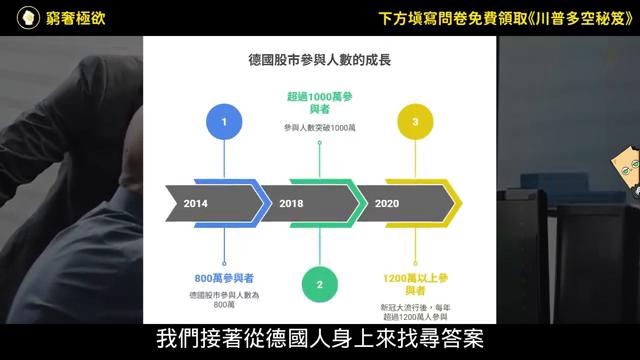 窮奢極欲
下方填寫問卷免費領取《川普多空秘笈》
德國股市參與人數的成長
1
超過1000萬參
與者
參與人數突破1000萬
3
2014
2018
2020
800萬參與者
德國股市參與人數為
800萬
2
1200萬以上參
與者
新冠大流行後，每年
超過1200萬人參與
我們接著從德國人身上來找尋答案